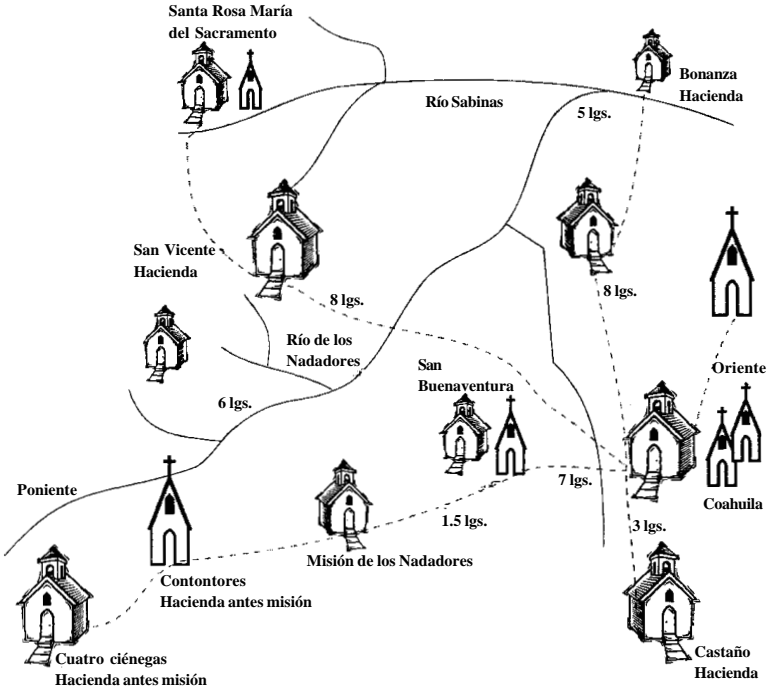 Santa Rosa María
del Sacramento
Bonanza
Hacienda
Río Sabinas
5 lgs.
San Vicente
Hacienda
8 lgs.
8 lgs.
Río de los
Nadadores
San
Buenaventura
Oriente
6 lgs.
Poniente
7 lgs.
Coahuila
1.5 lgs.
3 lgs.
Misión de los Nadadores
Contontores
Hacienda antes misión
Castaño
Hacienda
Cuatro ciénegas
Hacienda antes misión